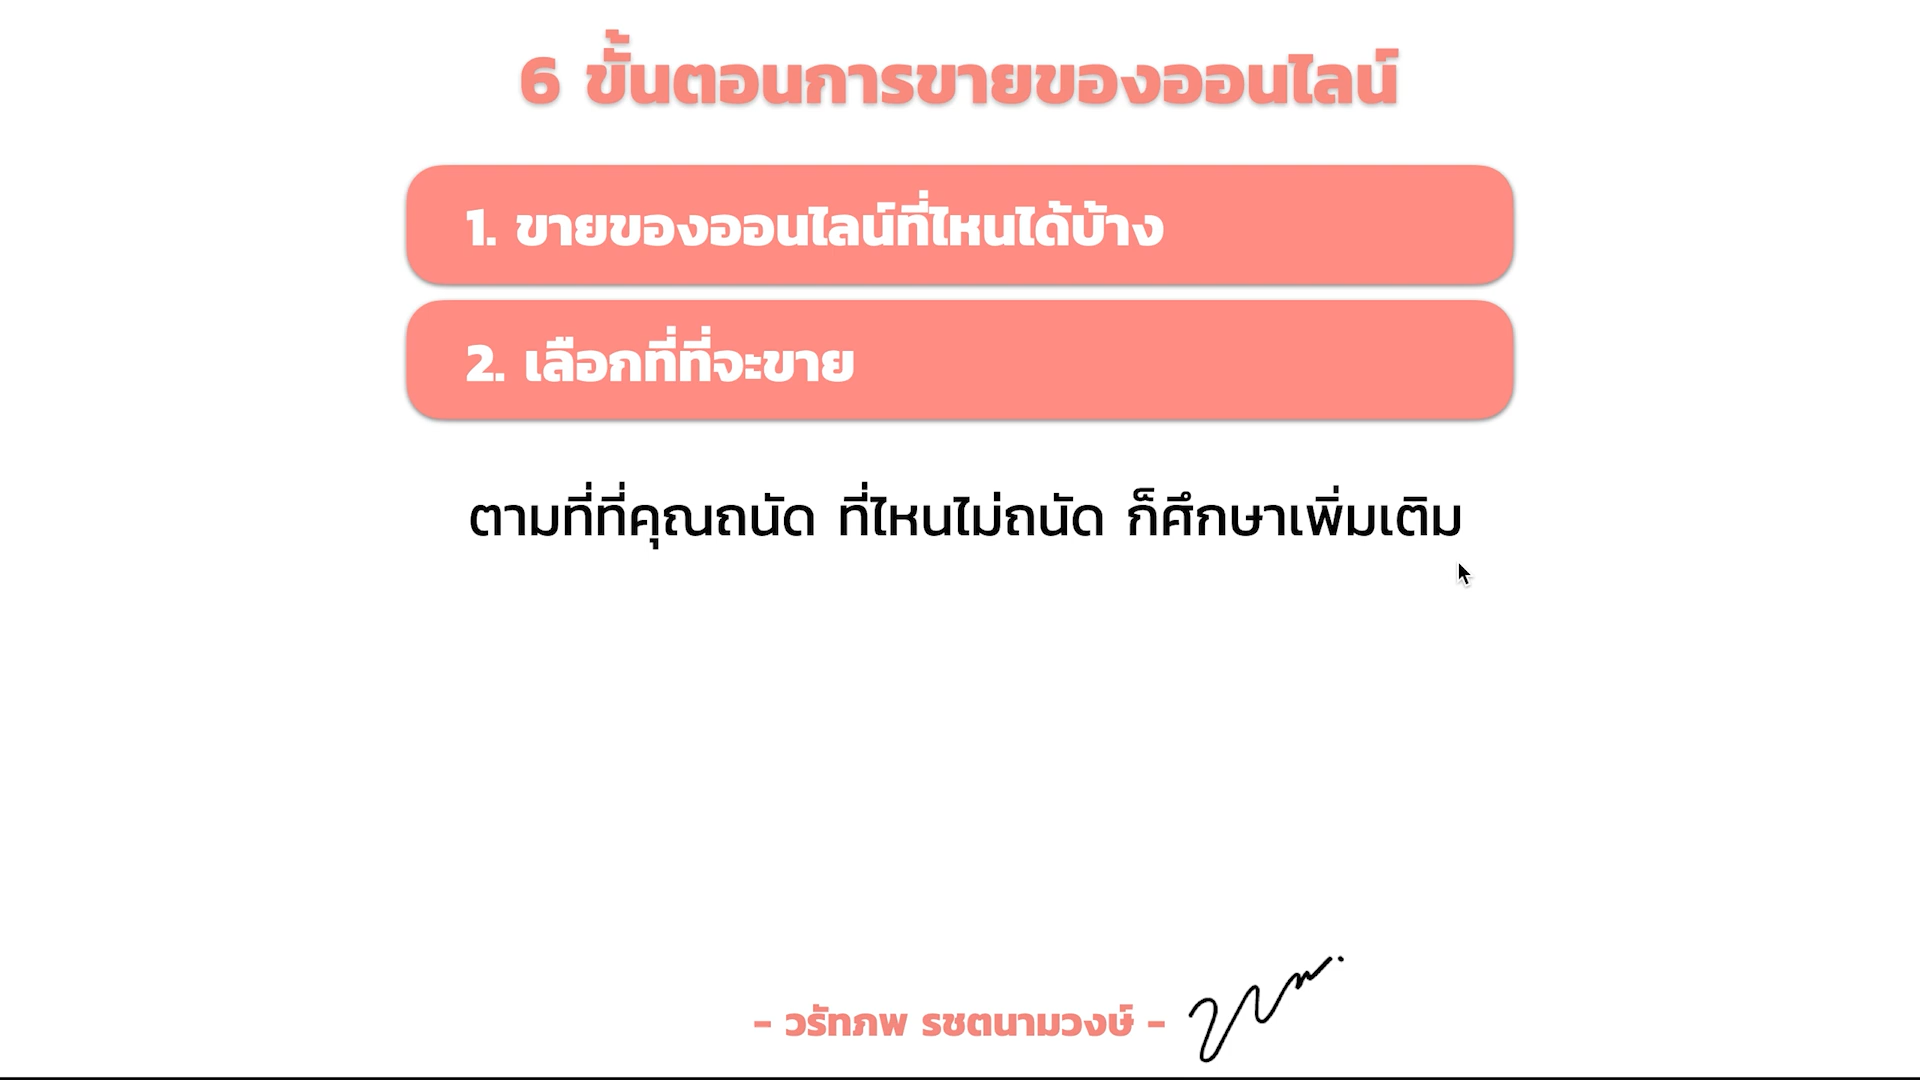 6 ขั้นตอนการขายของออนไลน์
1. ขายของออนไลน์ที่ไหนได้บ้าง
2. เลือกที่ที่จะขาย
ตามที่ที่คุณถนัด ที่ไหนไม่ถนัด ก็ศึกษาเพิ่มเติม
- วรัทภพ รชตนามวงษ์ -